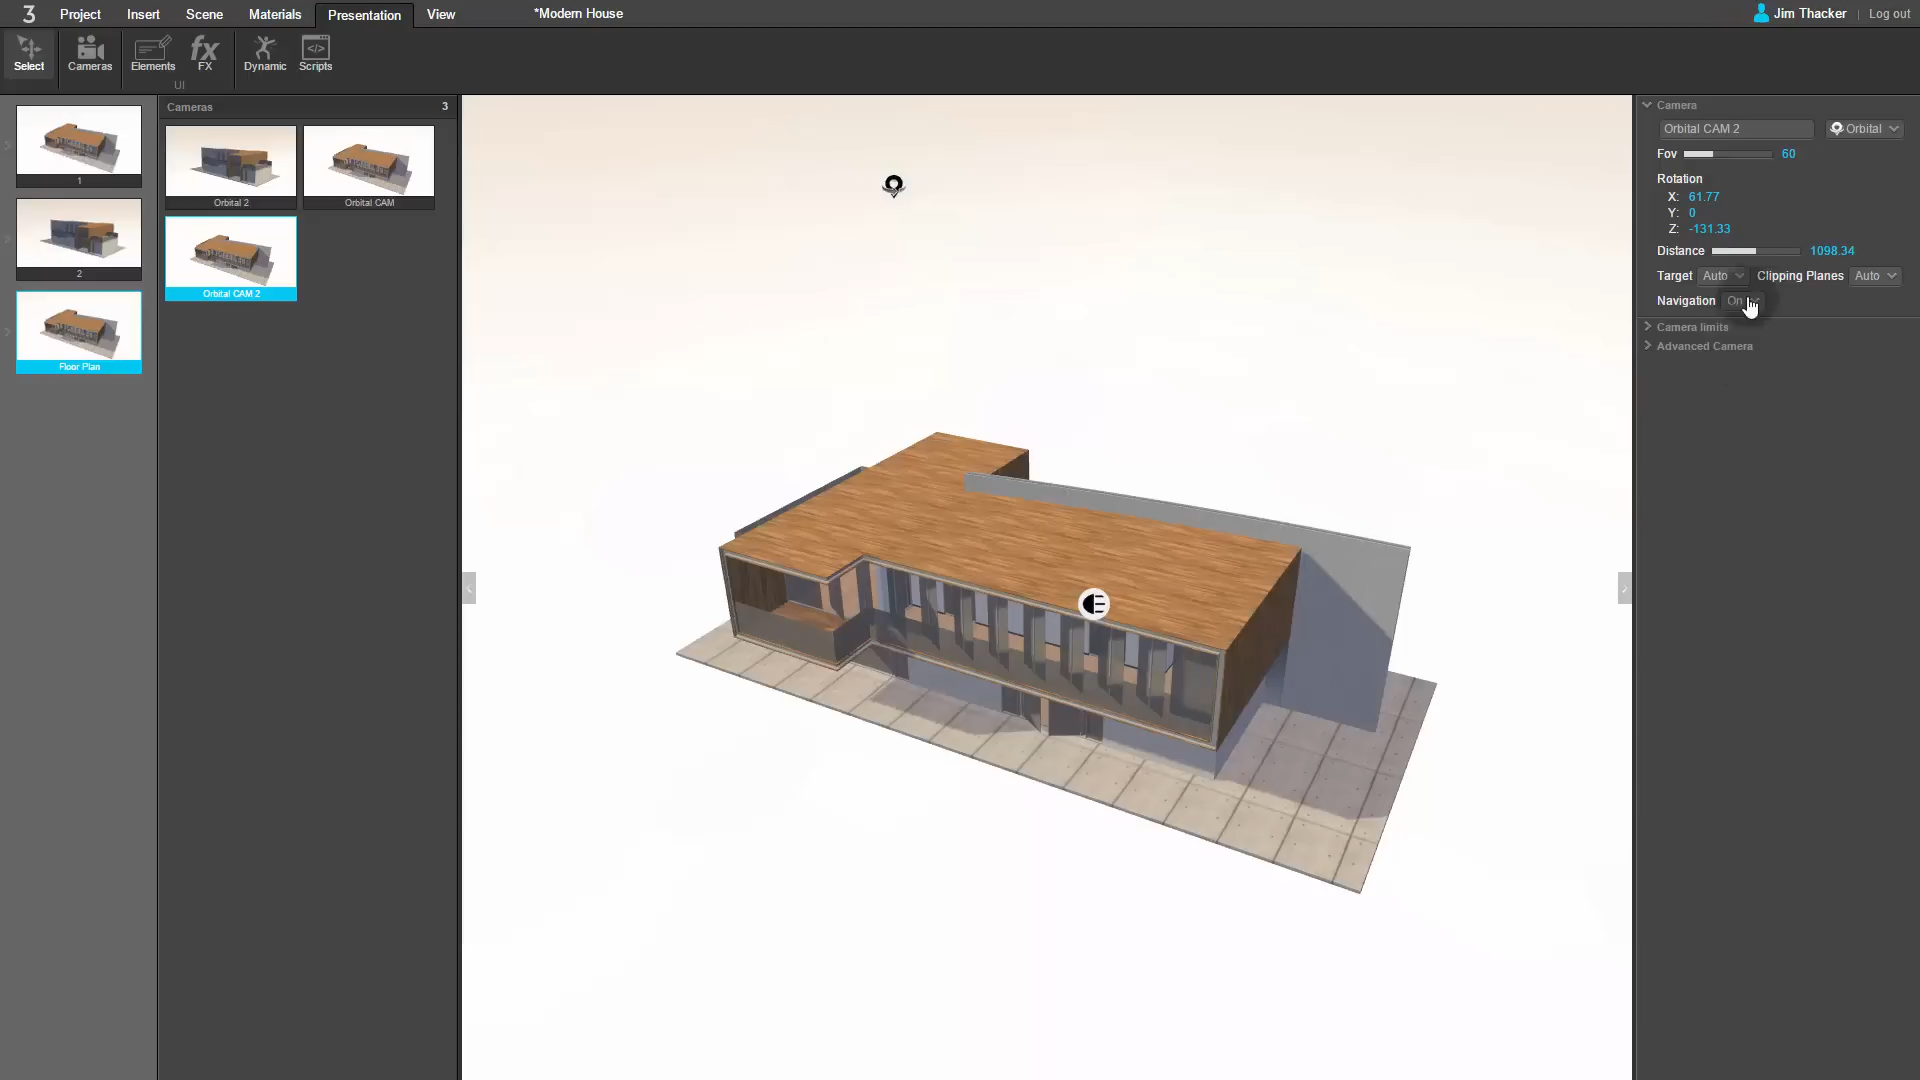 3 Project Insert Scene Materials Presentation View *Modern House Jim Thacker | Log out
Select Cameras Elements fx FX Dynamic Scripts
UI
1
2
Floor Plan
Cameras 3
Orbital 2 Orbital CAM
Orbital CAM 2
Camera
Orbital CAM 2 Orbital
Fov 60
Rotation
X: 61.77
Y: 0
Z: -131.33
Distance 1098.34
Target Auto Clipping Planes Auto
Navigation On
Camera limits
Advanced Camera